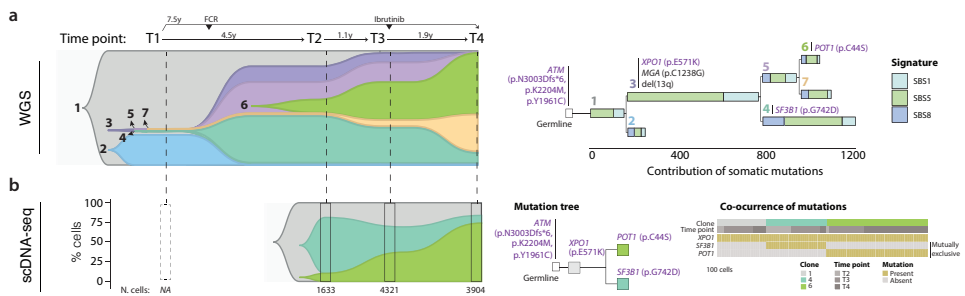 a
7.5y
FCR
Ibrutinib
Time point:
T1
4.5y
T2
1.1y
T3
1.9y
T4
WGS
1
3
5
7
4
2
6
ATM
(p.N3003Dfs*6,
p.K2204M,
p.Y1961C)
Germline
1
3
XPO1 (p.E571K)
MGA (p.C1238G)
del(13q)
2
5
6
POT1 (p.C44S)
7
4
SF3B1 (p.G742D)
0
400
800
1200
Contribution of somatic mutations
Signature
SBS1
SBS5
SBS8
b
scDNA-seq
% cells
100
75
50
25
0
N. cells:
NA
1633
4321
3904
Mutation tree
ATM
(p.N3003Dfs*6,
p.K2204M,
p.Y1961C)
Germline
XPO1
(p.E571K)
POT1 (p.C44S)
SF3B1 (p.G742D)
Co-ocurrence of mutations
Clone
Time point
XPO1
SF3B1
POT1
Mutually
exclusive
100 cells
Clone
1
4
6
Time point
T2
T3
T4
Mutation
Present
Absent